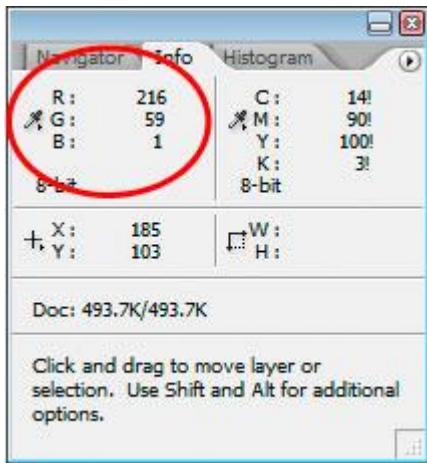 Navigator Info Histogram
R: 216 C: 14!
G: 59 M: 90!
B: 1 Y: 100!
K: 3!
8-bit 8-bit
X: 185 W:
Y: 103 H:
Doc: 493.7K/493.7K
Click and drag to move layer or
selection. Use Shift and Alt for additional
options.